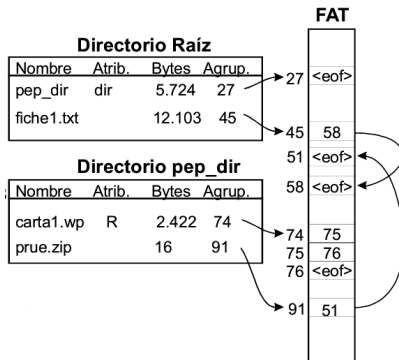 FAT
Directorio Raíz
Nombre Atrib. Bytes Agrup.
pep_dir dir 5.724 27
fiche1.txt 12.103 45
27 <eof>
45 58
51 <eof>
58 <eof>
Directorio pep_dir
Nombre Atrib. Bytes Agrup.
carta1.wp R 2.422 74
prue.zip 16 91
74 75
75 76
76 <eof>
91 51